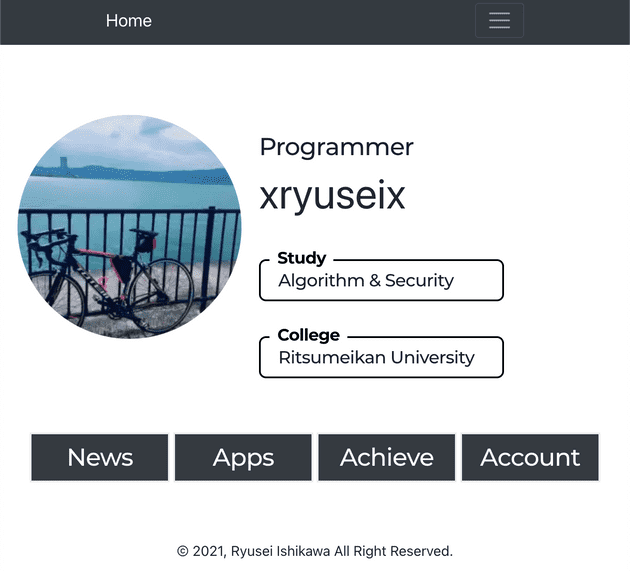 Home
Programmer
xryuseix
Study
Algorithm & Security
College
Ritsumeikan University
News Apps Achieve Account
© 2021, Ryusei Ishikawa All Right Reserved.